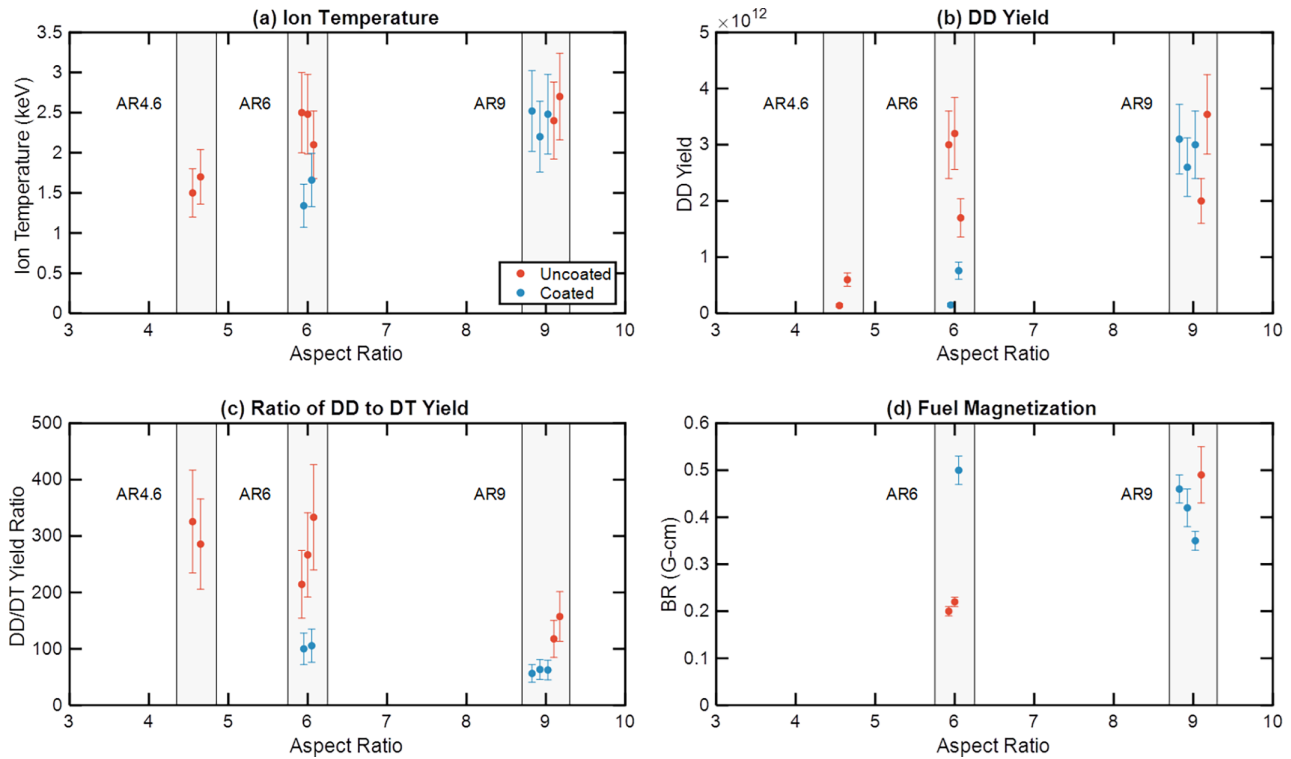 (a) Ion Temperature
3.5
3
2.5
2
1.5
1
0.5
0
Ion Temperature (keV)
AR4.6
AR6
AR9
Uncoated
Coated
3 4 5 6 7 8 9 10
Aspect Ratio
(b) DD Yield
×10^12
5
4
3
2
1
0
DD Yield
AR4.6
AR6
AR9
3 4 5 6 7 8 9 10
Aspect Ratio
(c) Ratio of DD to DT Yield
500
400
300
200
100
0
DD/DT Yield Ratio
AR4.6
AR6
AR9
3 4 5 6 7 8 9 10
Aspect Ratio
(d) Fuel Magnetization
0.6
0.5
0.4
0.3
0.2
0.1
0
BR (G-cm)
AR6
AR9
3 4 5 6 7 8 9 10
Aspect Ratio